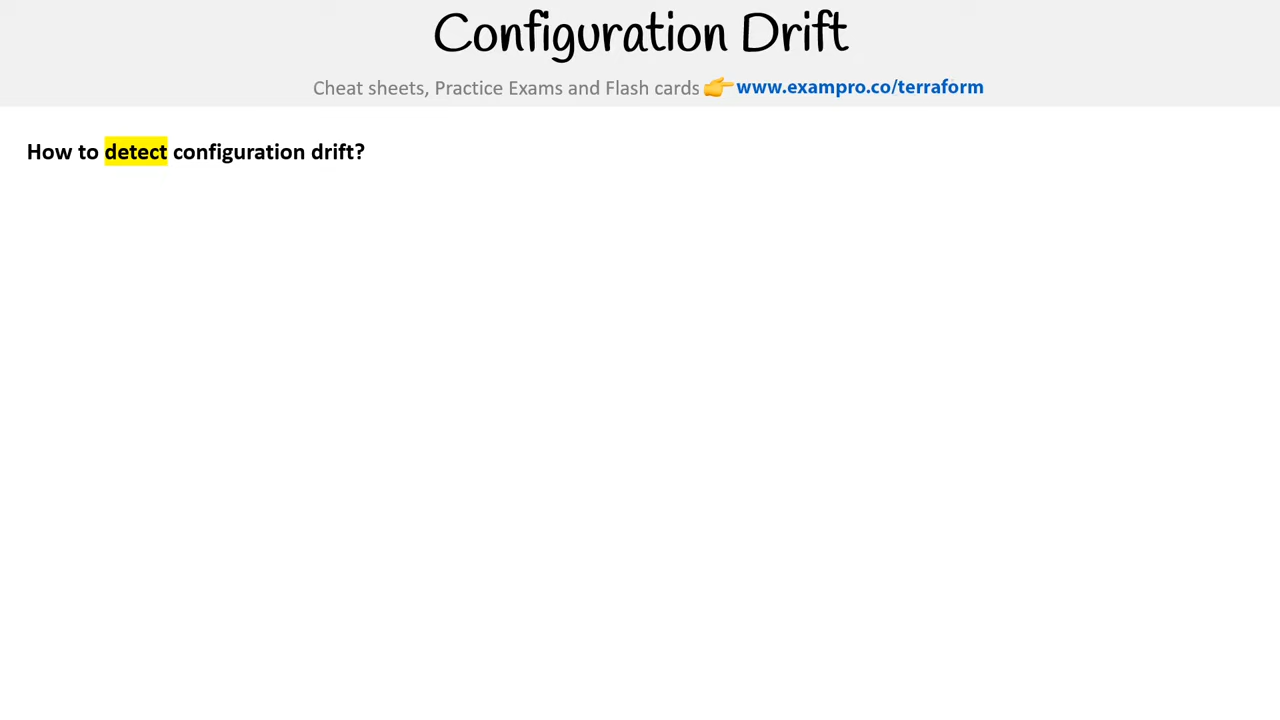 Configuration Drift
Cheat sheets, Practice Exams and Flash cards 👉 www.exampro.co/terraform
How to detect configuration drift?